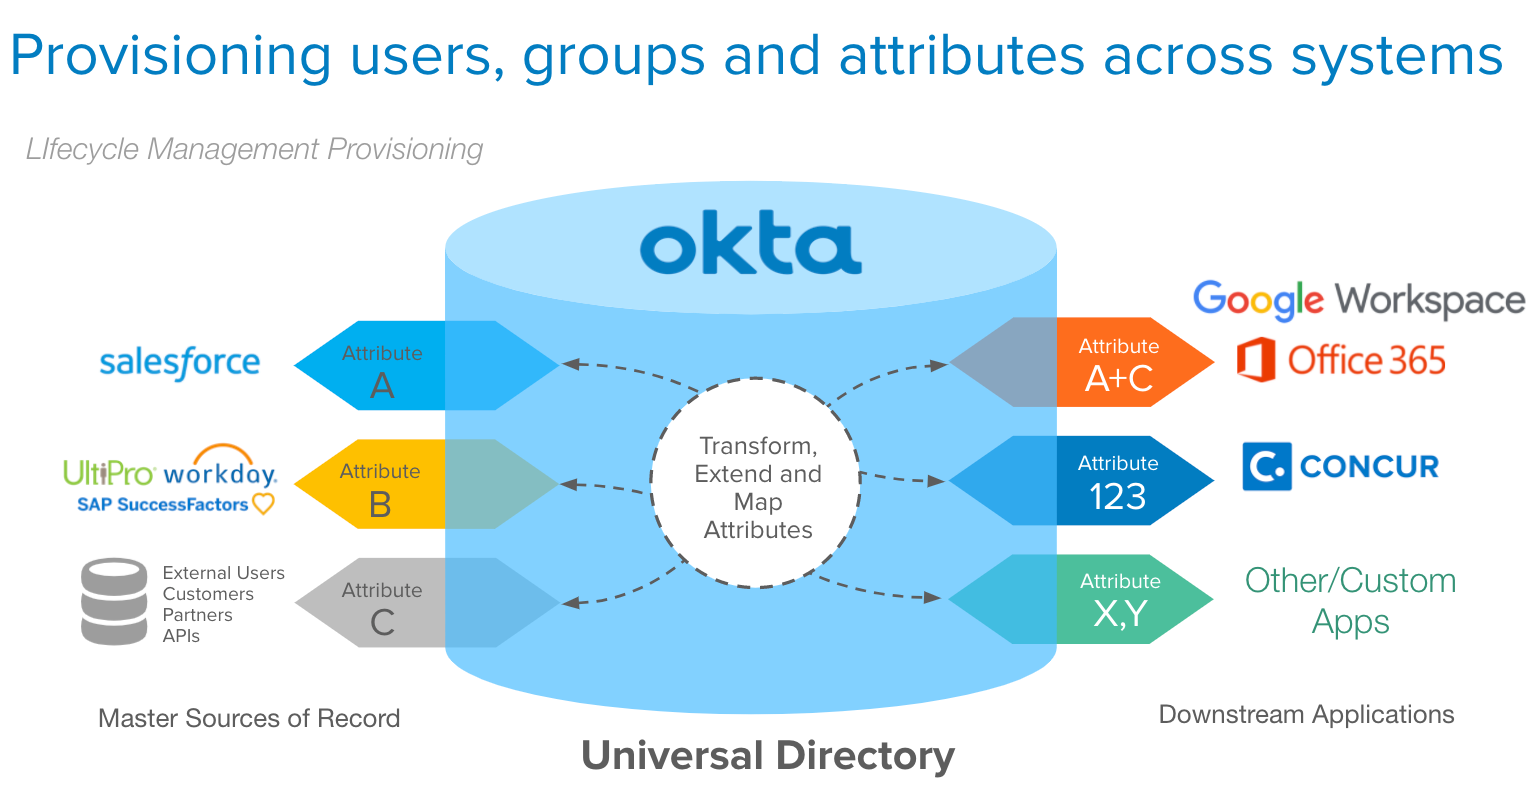 Provisioning users, groups and attributes across systems
LIfecycle Management Provisioning
okta
salesforce
Attribute
A
UltiPro workday.
SAP SuccessFactors
Attribute
B
External Users
Customers
Partners
APIs
Attribute
C
Master Sources of Record
Transform,
Extend and
Map
Attributes
Attribute
A+C
Google Workspace
Office 365
Attribute
123
C. CONCUR
Attribute
X,Y
Other/Custom
Apps
Downstream Applications
Universal Directory